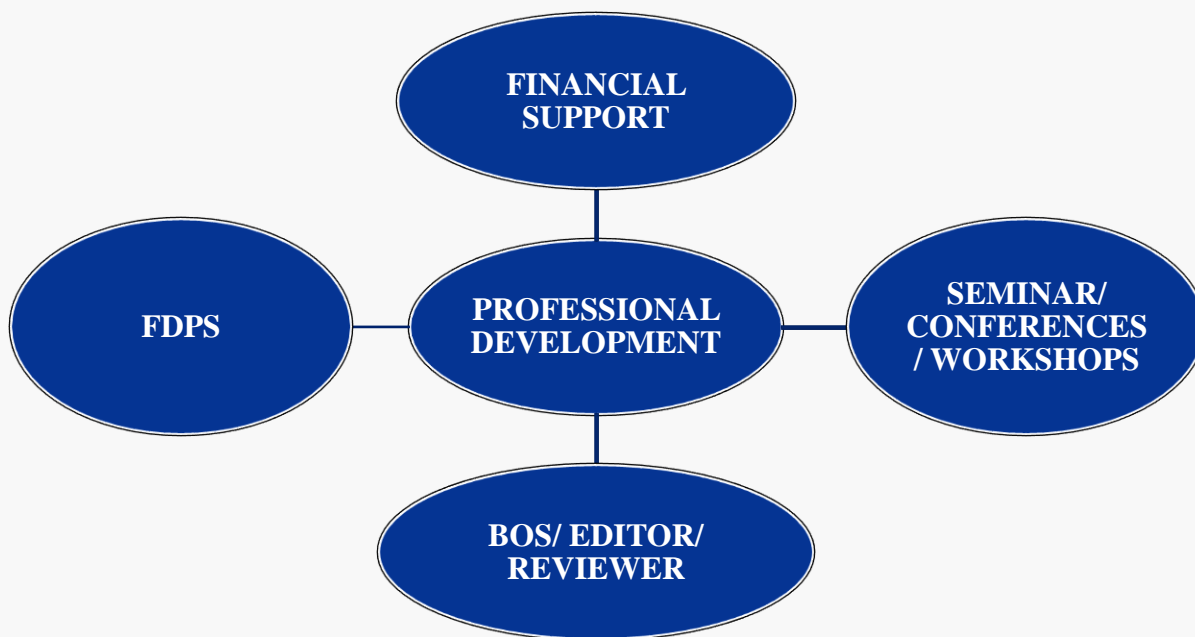 FINANCIAL
SUPPORT
FDPS
PROFESSIONAL
DEVELOPMENT
SEMINAR/
CONFERENCES
/ WORKSHOPS
BOS/ EDITOR/
REVIEWER